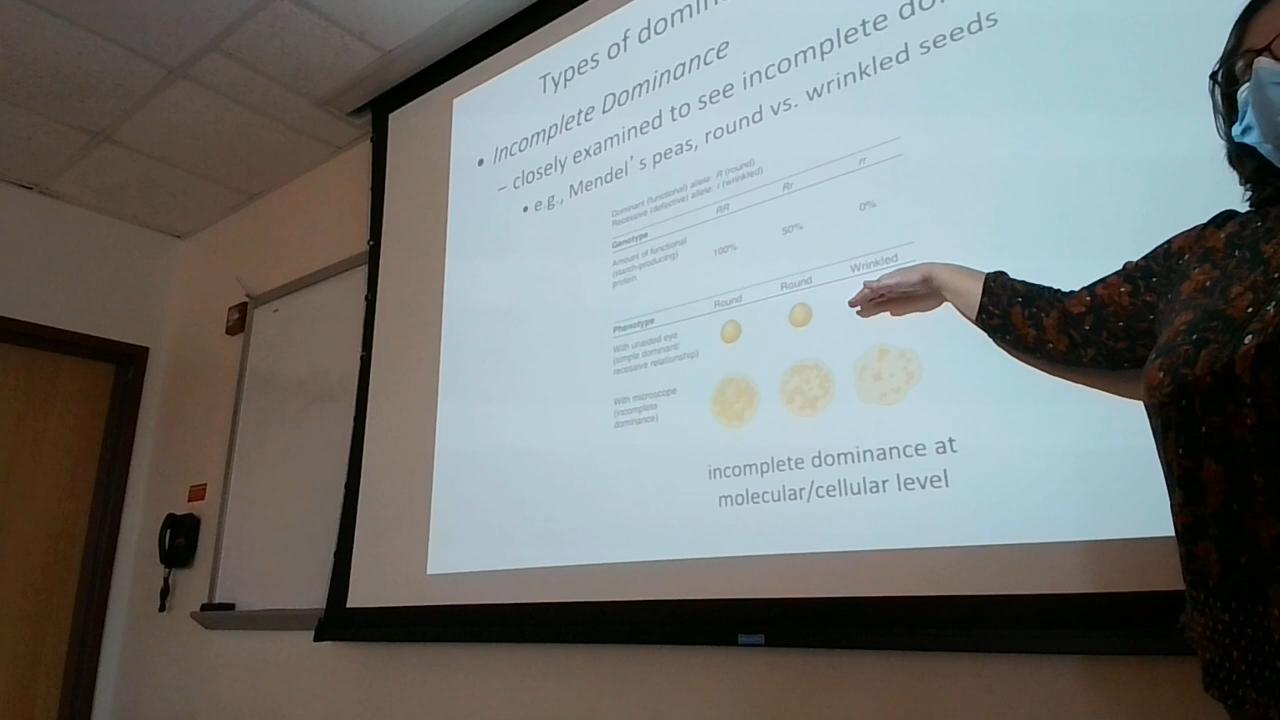 Types of domin
• Incomplete Dominance
– closely examined to see incomplete do
• e.g., Mendel's peas, round vs. wrinkled seeds
Dominant (functional) allele: R (round)
Recessive (defective) allele: r (wrinkled)
Genotype RR Rr rr
Amount of functional (starch-producing) protein 100% 50% 0%
Phenotype Round Round Wrinkled
With unaided eye
(simple dominant/
recessive relationship)
With microscope
(incomplete
dominance)
incomplete dominance at
molecular/cellular level